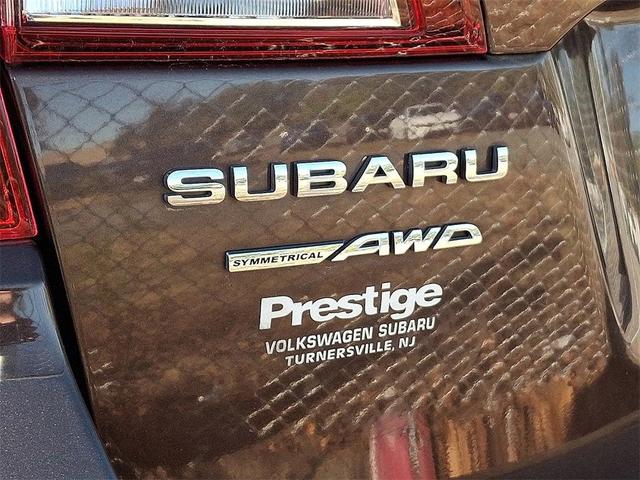 SUBARU
SYMMETRICAL AWD
Prestige
VOLKSWAGEN SUBARU
TURNERSVILLE, NJ